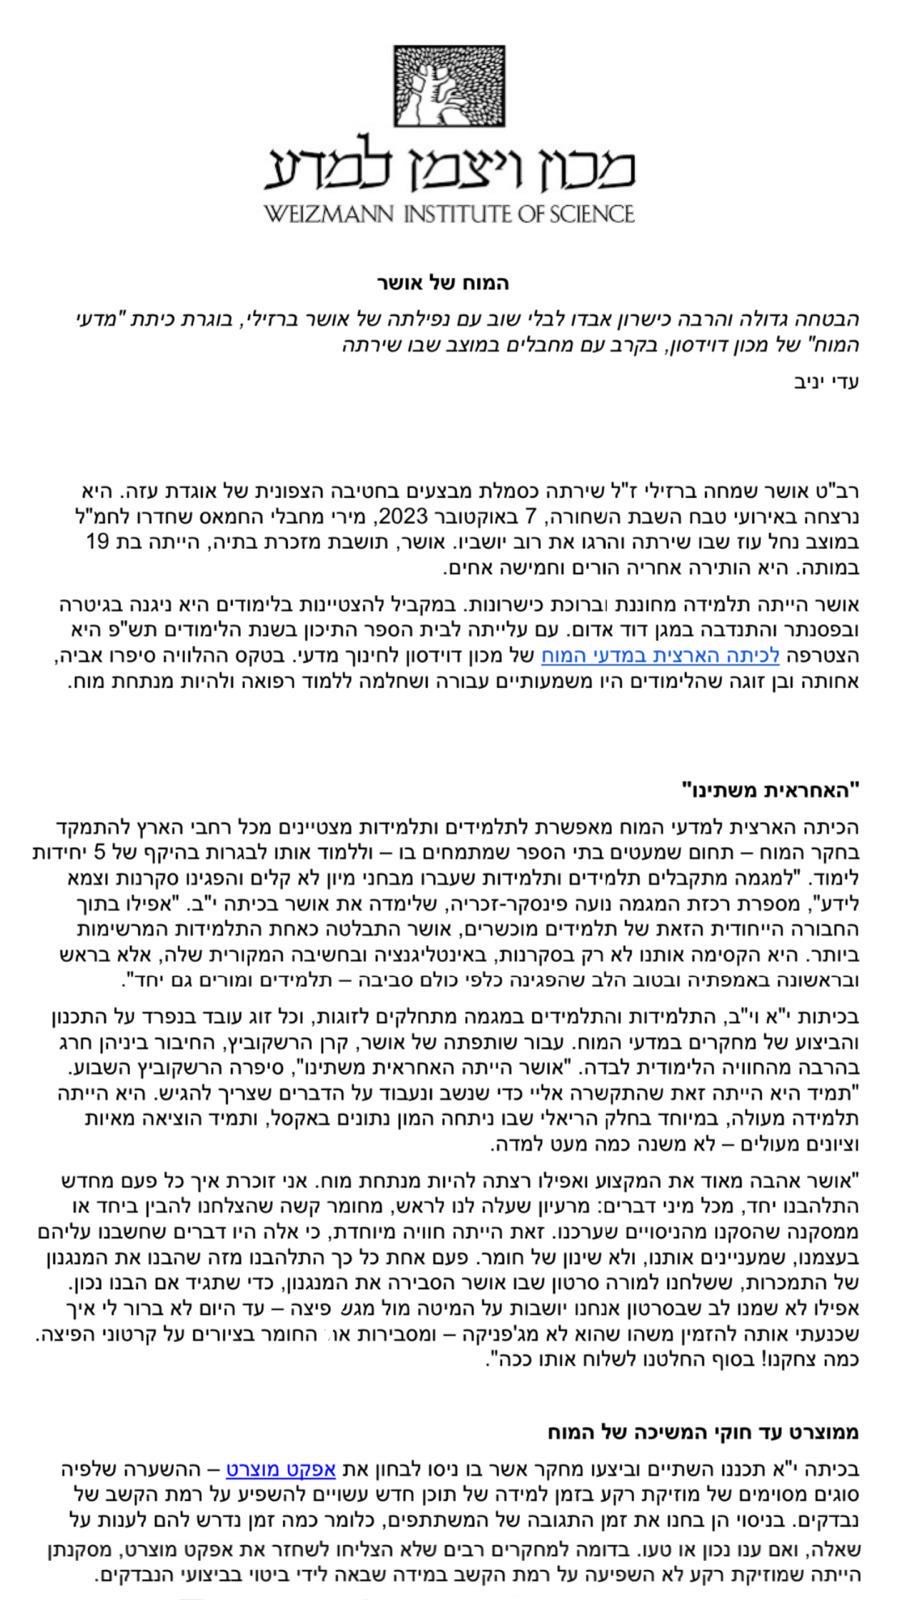 מכון ויצמן למדע
WEIZMANN INSTITUTE OF SCIENCE
המוח של אושר
הבטחה גדולה והרבה כישרון אבדו לבלי שוב עם נפילתה של אושר ברזילי, בוגרת כיתת "מדעי
המוח" של מכון דוידסון, בקרב עם מחבלים במוצב שבו שירתה
עדי יניב
רב"ט אושר שמחה ברזילי ז"ל שירתה כסמלת מבצעים בחטיבה הצפונית של אוגדת עזה. היא
נרצחה באירועי טבח השבת השחורה, 7 באוקטובר 2023, מירי מחבלי החמאס שחדרו לחמ"ל
במוצב נחל עוז שבו שירתה והרגו את רוב יושביו. אושר, תושבת מזכרת בתיה, הייתה בת 19
במותה. היא הותירה אחריה הורים וחמישה אחים.
אושר הייתה תלמידה מחוננת וברוכת כישרונות. במקביל להצטיינות בלימודים היא ניגנה בגיטרה
ובפסנתר והתנדבה במגן דוד אדום. עם עלייתה לבית הספר התיכון בשנת הלימודים תש"פ היא
הצטרפה לכיתה הארצית במדעי המוח של מכון דוידסון לחינוך מדעי. בטקס ההלוויה סיפרו אביה,
אחותה ובן זוגה שהלימודים היו משמעותיים עבורה ושחלמה ללמוד רפואה ולהיות מנתחת מוח.
"האחראית משתינו"
הכיתה הארצית למדעי המוח מאפשרת לתלמידים ותלמידות מצטיינים מכל רחבי הארץ להתמקד
בחקר המוח – תחום שמעטים בתי הספר שמתמחים בו – וללמוד אותו לבגרות בהיקף של 5 יחידות
לימוד. "למגמה מתקבלים תלמידים ותלמידות שעברו מבחני מיון לא קלים והפגינו סקרנות וצמא
לידע", מספרת רכזת המגמה נועה פינסקר-זכריה, שלימדה את אושר בכיתה י"ב. "אפילו בתוך
החבורה הייחודית הזאת של תלמידים מוכשרים, אושר התבלטה כאחת התלמידות המרשימות
ביותר. היא הקסימה אותנו לא רק בסקרנות, באינטליגנציה ובחשיבה המקורית שלה, אלא בראש
ובראשונה באמפתיה ובטוב הלב שהפגינה כלפי כולם סביבה – תלמידים ומורים גם יחד".
בכיתות י"א וי"ב, התלמידות והתלמידים במגמה מתחלקים לזוגות, וכל זוג עובד בנפרד על התכנון
והביצוע של מחקרים במדעי המוח. עבור שותפתה של אושר, קרן הרשקוביץ, החיבור ביניהן חרג
בהרבה מהחוויה הלימודית לבדה. "אושר הייתה האחראית משתינו", סיפרה הרשקוביץ השבוע.
"תמיד היא הייתה זאת שהתקשרה אליי כדי שנשב ונעבוד על הדברים שצריך להגיש. היא הייתה
תלמידה מעולה, במיוחד בחלק הריאלי שבו ניתחה המון נתונים באקסל, ותמיד הוציאה מאיות
וציונים מעולים – לא משנה כמה מעט למדה.
"אושר אהבה מאוד את המקצוע ואפילו רצתה להיות מנתחת מוח. אני זוכרת איך כל פעם מחדש
התלהבנו יחד, מכל מיני דברים: מרעיון שעלה לנו לראש, מחומר קשה שהצלחנו להבין ביחד או
ממסקנה שהסקנו מהניסויים שערכנו. זאת הייתה חוויה מיוחדת, כי אלה היו דברים שחשבנו עליהם
בעצמנו, שמעניינים אותנו, ולא שינון של חומר. פעם אחת כל כך התלהבנו מזה שהבנו את המנגנון
של התמכרות, ששלחנו למורה סרטון שבו אושר הסבירה את המנגנון, כדי שתגיד אם הבנו נכון.
אפילו לא שמנו לב שבסרטון אנחנו יושבות על המיטה מול מגש פיצה – עד היום לא ברור לי איך
שכנעתי אותה להזמין משהו שהוא לא מג'פניקה – ומסבירות את החומר בציורים על קרטוני הפיצה.
כמה צחקנו! בסוף החלטנו לשלוח אותו ככה".
ממוצרט עד חוקי המשיכה של המוח
בכיתה י"א תכננו השתיים וביצעו מחקר אשר בו ניסו לבחון את אפקט מוצרט – ההשערה שלפיה
סוגים מסוימים של מוזיקת רקע בזמן למידה של תוכן חדש עשויים להשפיע על רמת הקשב של
נבדקים. בניסוי הן בחנו את זמן התגובה של המשתתפים, כלומר כמה זמן נדרש להם לענות על
שאלה, ואם ענו נכון או טעו. בדומה למחקרים רבים שלא הצליחו לשחזר את אפקט מוצרט, מסקנתן
הייתה שמוזיקת רקע לא השפיעה על רמת הקשב במידה שבאה לידי ביטוי בביצועי הנבדקים.